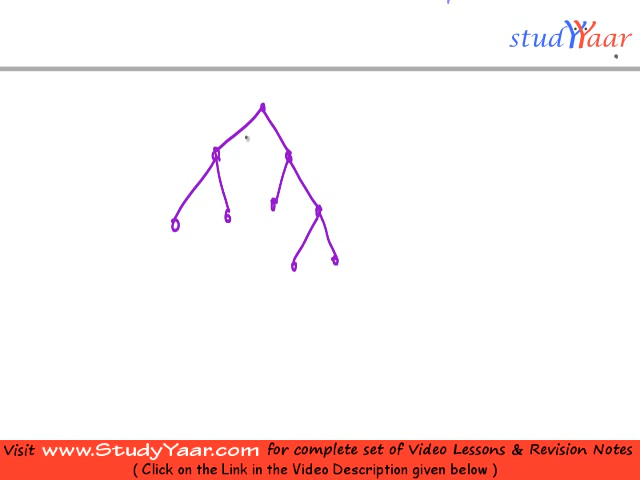 studYYaar
Visit www.StudyYaar.com for complete set of Video Lessons & Revision Notes
( Click on the Link in the Video Description given below )